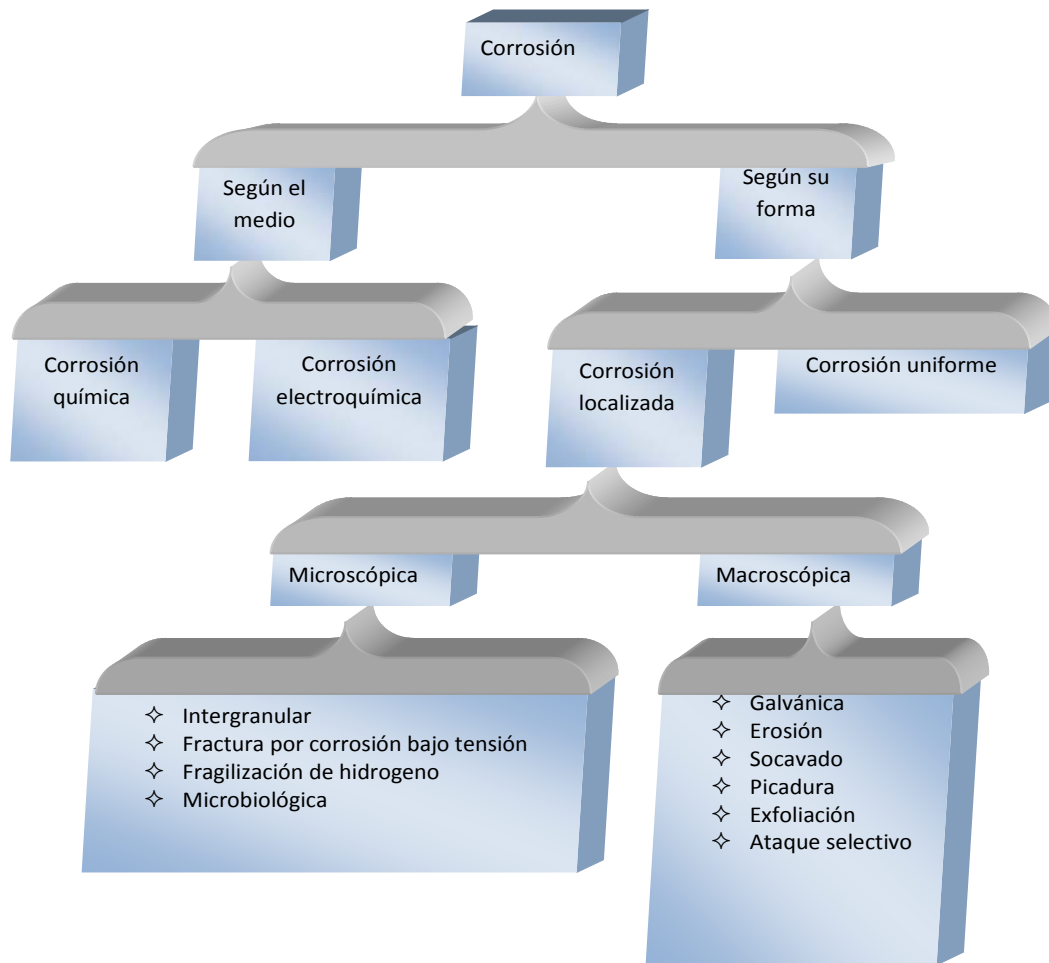 Corrosión
Según el
medio
Según su
forma
Corrosión
química
Corrosión
electroquímica
Corrosión
localizada
Corrosión uniforme
Microscópica
Macroscópica
✧ Intergranular
✧ Fractura por corrosión bajo tensión
✧ Fragilización de hidrogeno
✧ Microbiológica
✧ Galvánica
✧ Erosión
✧ Socavado
✧ Picadura
✧ Exfoliación
✧ Ataque selectivo